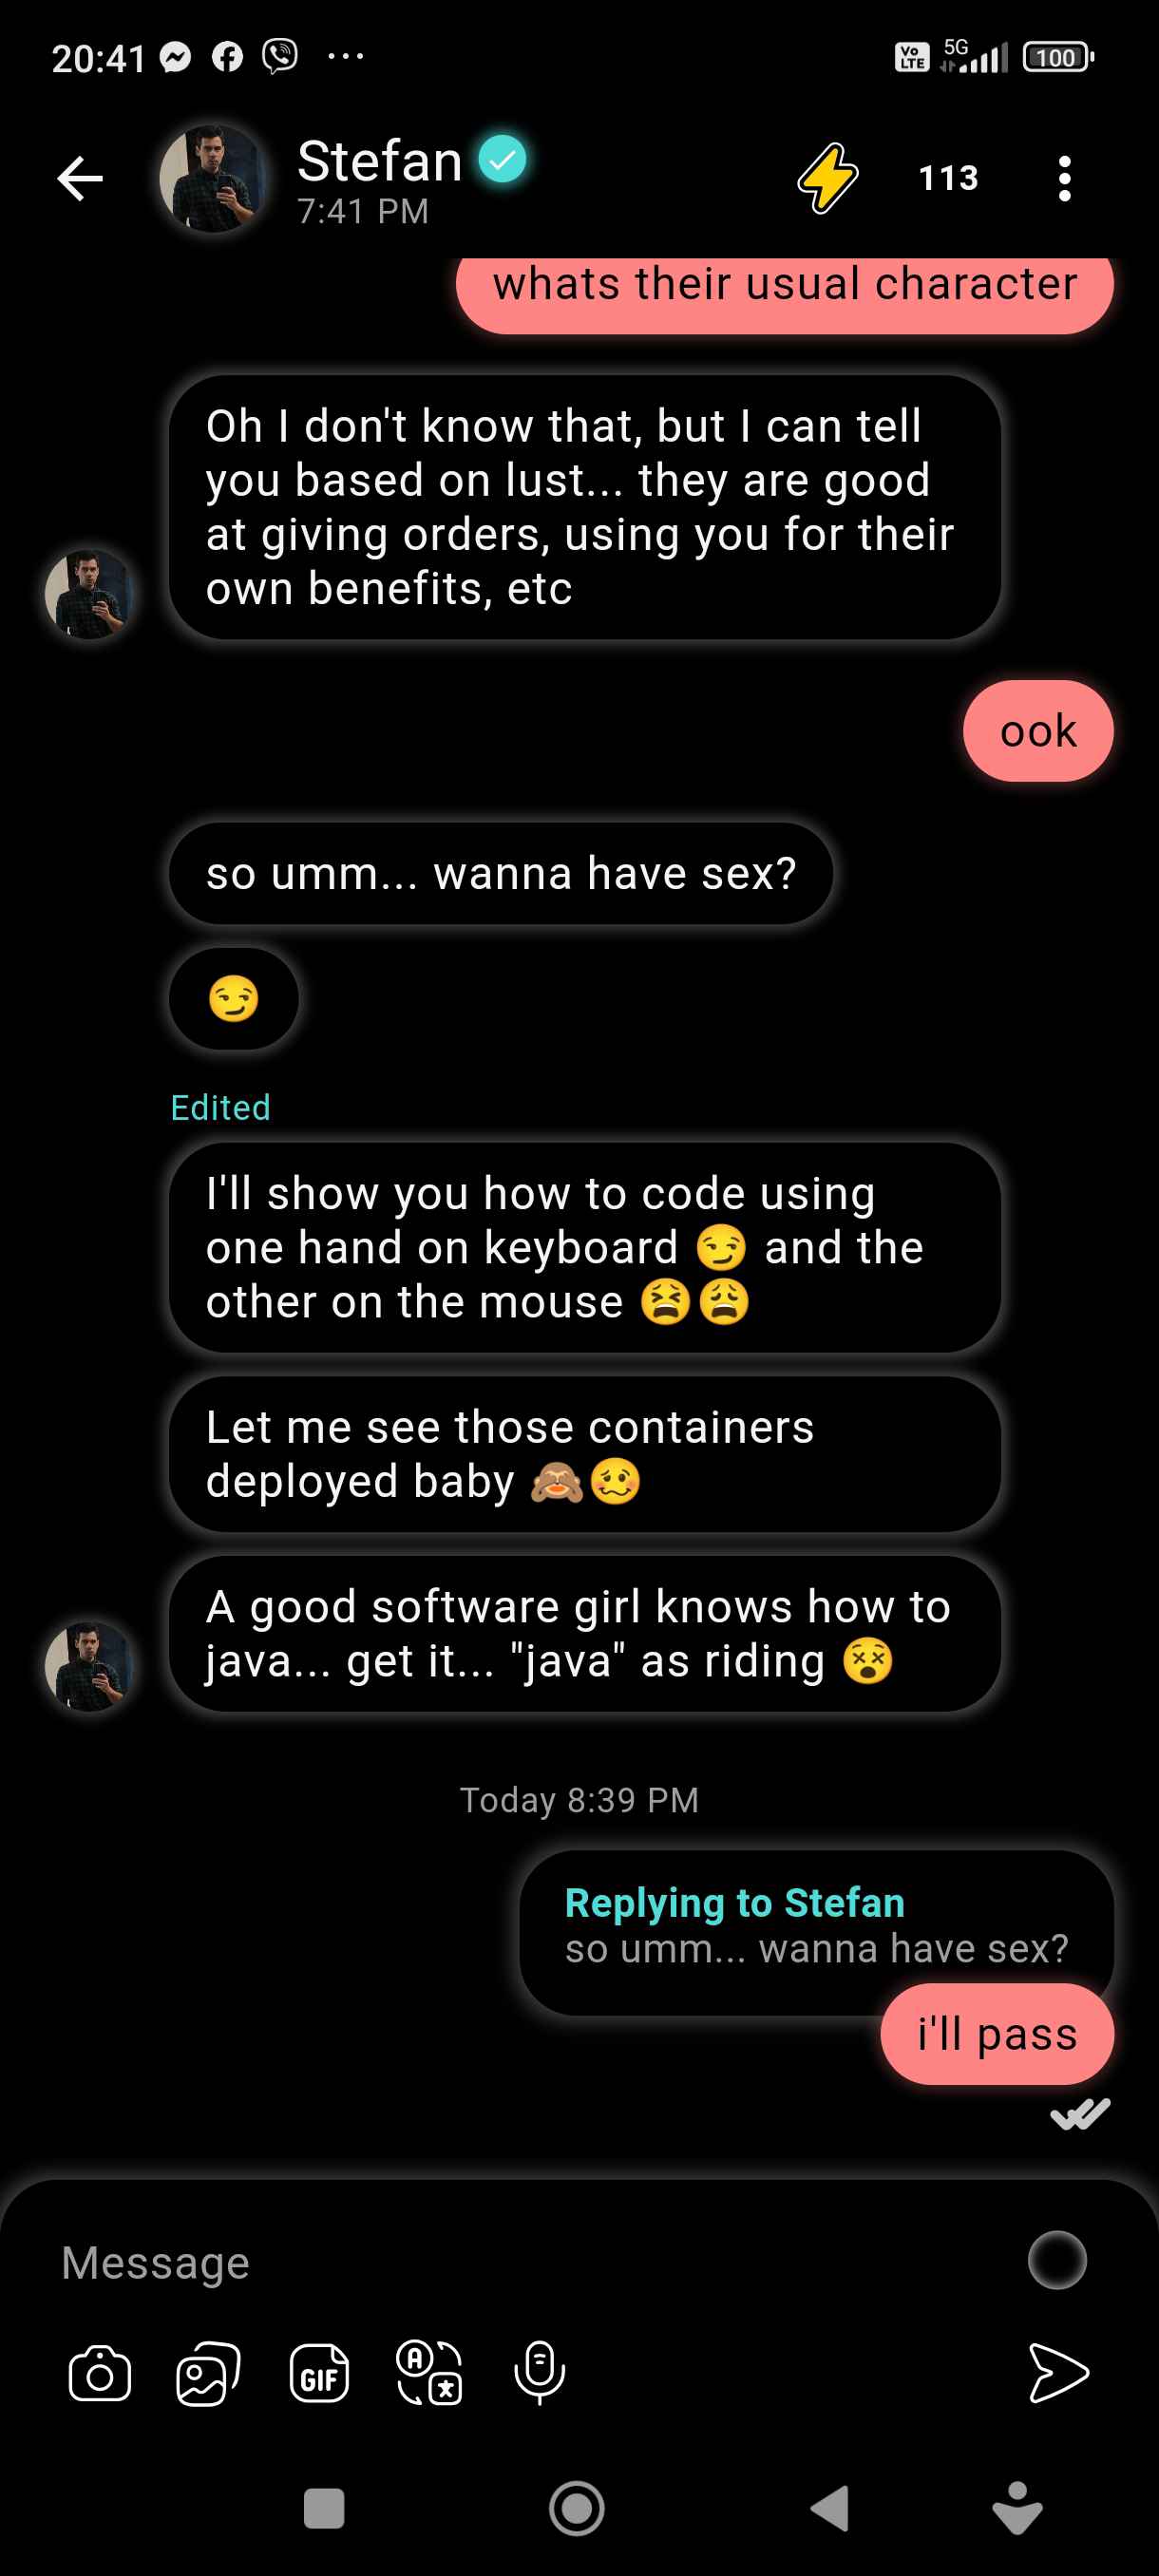 20:41
Vo
LTE
5G
100
Stefan
7:41 PM
113
whats their usual character
Oh I don't know that, but I can tell
you based on lust... they are good
at giving orders, using you for their
own benefits, etc
ook
so umm... wanna have sex?
😏
Edited
I'll show you how to code using
one hand on keyboard 😏 and the
other on the mouse 😫😩
Let me see those containers
deployed baby 🙈🥴
A good software girl knows how to
java... get it... "java" as riding 😵
Today 8:39 PM
Replying to Stefan
so umm... wanna have sex?
i'll pass
Message
GIF
A